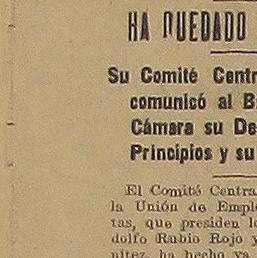 HA QUEDADO
Su Comité Centr
comunicó al B
Cámara su De
Principios y su
El Comité Centra
la Unión de Emple
tas, que presiden l
dolfo Rubio Rojo y
nítez, ha hecho ya